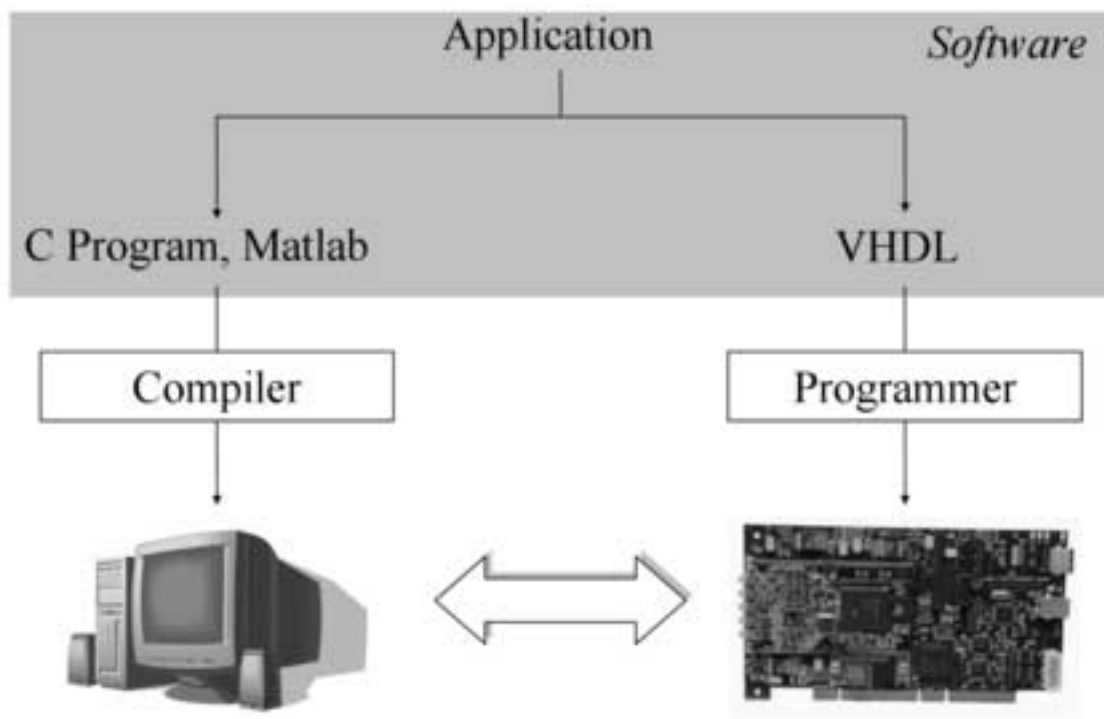 Application
Software
C Program, Matlab
VHDL
Compiler
Programmer